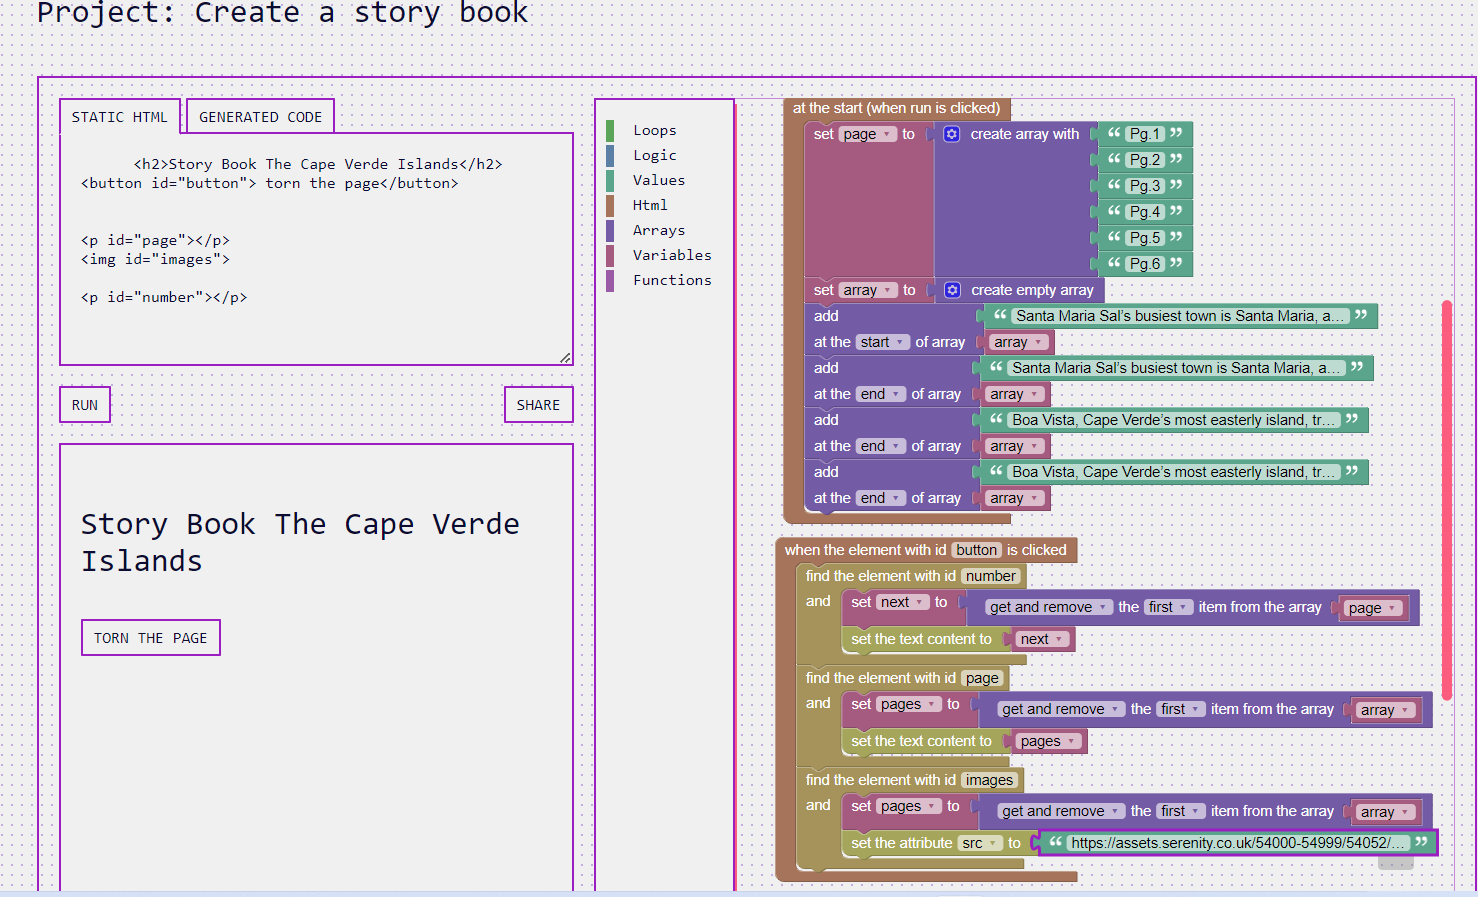 Project: Create a story book
STATIC HTML
GENERATED CODE
<h2>Story Book The Cape Verde Islands</h2>
<button id="button"> torn the page</button>
<p id="page"></p>
<img id="images">
<p id="number"></p>
RUN
SHARE
Story Book The Cape Verde
Islands
TORN THE PAGE
Loops
Logic
Values
Html
Arrays
Variables
Functions
at the start (when run is clicked)
set page to create array with “ Pg.1 ”
“ Pg.2 ”
“ Pg.3 ”
“ Pg.4 ”
“ Pg.5 ”
“ Pg.6 ”
set array to create empty array
add “ Santa Maria Sal’s busiest town is Santa Maria, a... ”
at the start of array array
add “ Santa Maria Sal’s busiest town is Santa Maria, a... ”
at the end of array array
add “ Boa Vista, Cape Verde’s most easterly island, tr... ”
at the end of array array
add “ Boa Vista, Cape Verde’s most easterly island, tr... ”
at the end of array array
when the element with id button is clicked
find the element with id number
and set next to get and remove the first item from the array page
set the text content to next
find the element with id page
and set pages to get and remove the first item from the array array
set the text content to pages
find the element with id images
and set pages to get and remove the first item from the array array
set the attribute src to “ https://assets.serenity.co.uk/54000-54999/54052/... ”